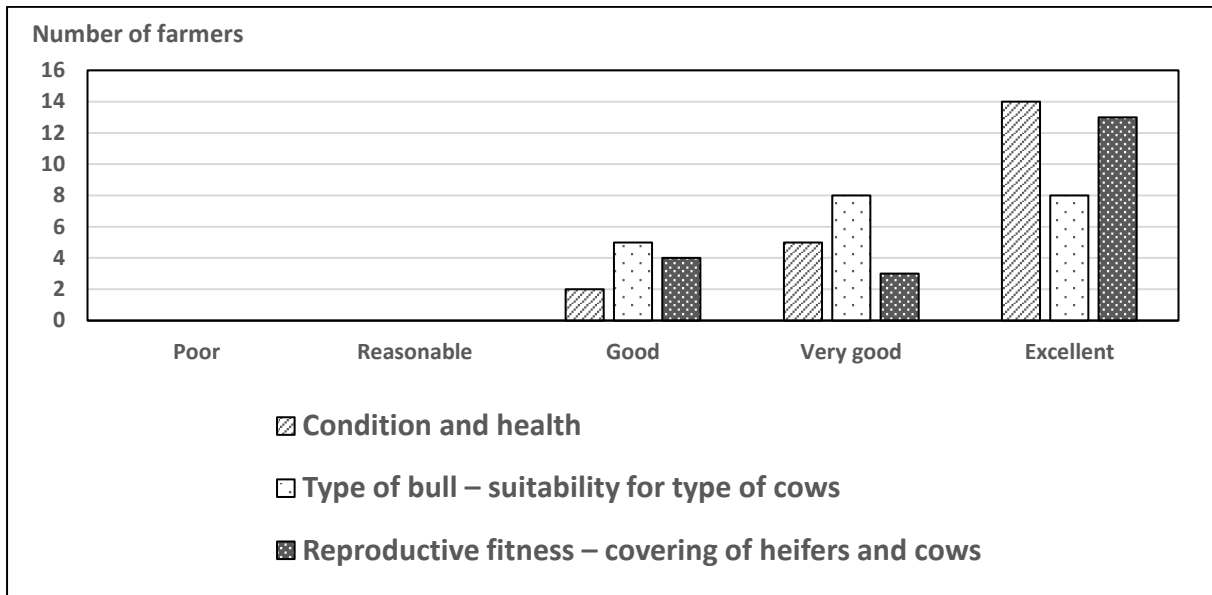 Number of farmers
16
14
12
10
8
6
4
2
0
Poor Reasonable Good Very good Excellent
Condition and health
Type of bull – suitability for type of cows
Reproductive fitness – covering of heifers and cows